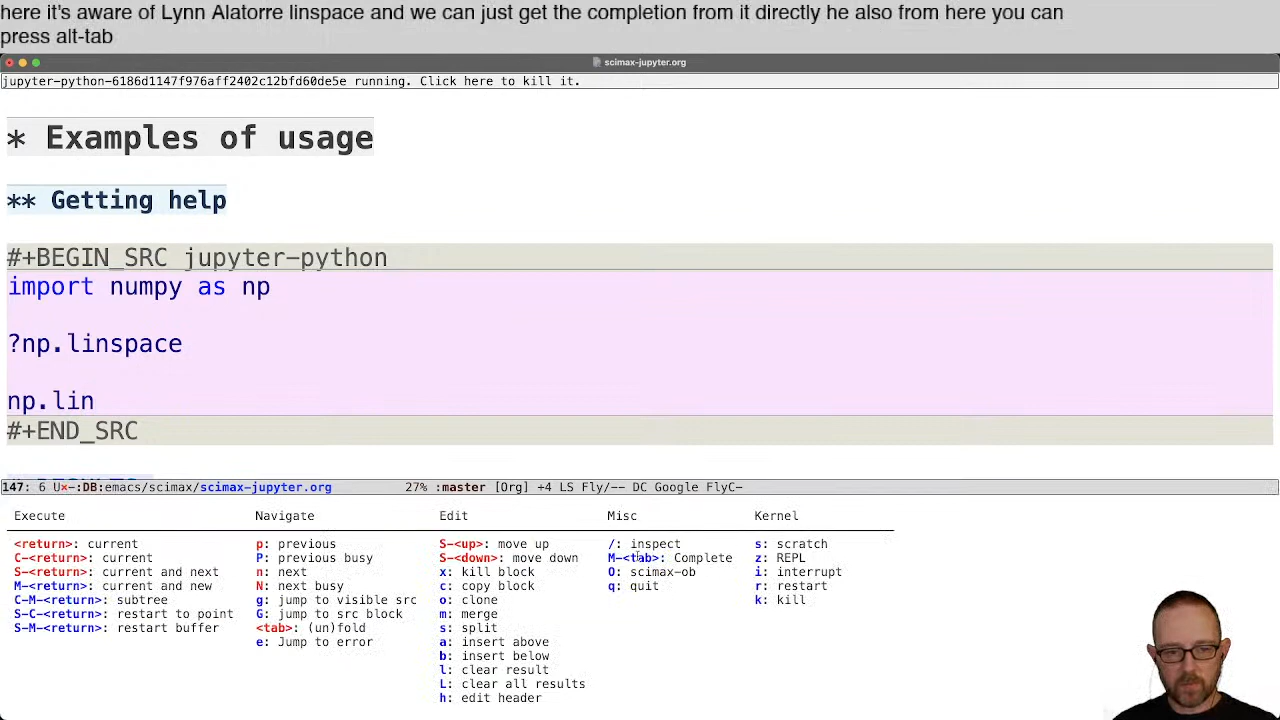 here it's aware of Lynn Alatorre linspace and we can just get the completion from it directly he also from here you can
press alt-tab
scimax-jupyter.org
jupyter-python-6186d1147f976aff2402c12bfd60de5e running. Click here to kill it.
* Examples of usage
** Getting help
#+BEGIN_SRC jupyter-python
import numpy as np
?np.linspace
np.lin
#+END_SRC
147: 6 U×-:DB:emacs/scimax/scimax-jupyter.org 27% :master [Org] +4 LS Fly/-- DC Google FlyC-
Execute Navigate Edit Misc Kernel
<return>: current p: previous S-<up>: move up /: inspect s: scratch
C-<return>: current P: previous busy S-<down>: move down M-<tab>: Complete z: REPL
S-<return>: current and next n: next x: kill block O: scimax-ob i: interrupt
M-<return>: current and new N: next busy c: copy block q: quit r: restart
C-M-<return>: subtree g: jump to visible src o: clone k: kill
S-C-<return>: restart to point G: jump to src block m: merge
S-M-<return>: restart buffer <tab>: (un)fold s: split
e: Jump to error a: insert above
b: insert below
l: clear result
L: clear all results
h: edit header